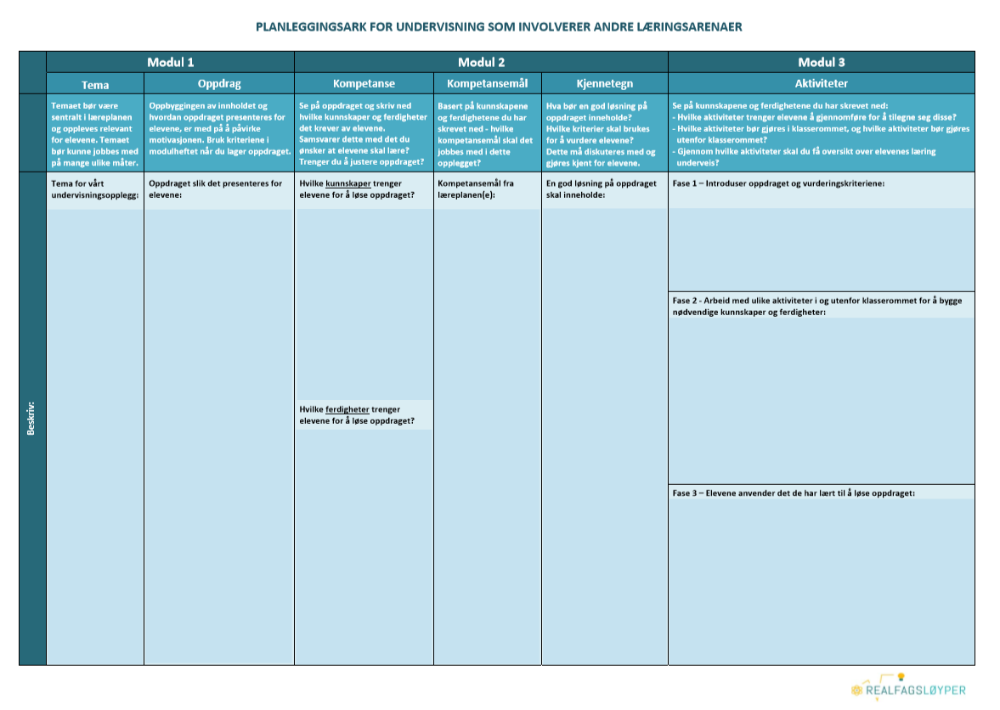 PLANLEGGINGSARK FOR UNDERVISNING SOM INVOLVERER ANDRE LÆRINGSARENAER
Modul 1
Modul 2
Modul 3
Tema
Oppdrag
Kompetanse
Kompetansemål
Kjennetegn
Aktiviteter
Temaet bør være
sentralt i læreplanen
og oppleves relevant
for elevene. Temaet
bør kunne jobbes med
på mange ulike måter.
Oppbyggingen av innholdet og
hvordan oppdraget presenteres for
elevene, er med på å påvirke
motivasjonen. Bruk kriteriene i
modulheftet når du lager oppdraget.
Se på oppdraget og skriv ned
hvilke kunnskaper og ferdigheter
det krever av elevene.
Samsvarer dette med det du
ønsker at elevene skal lære?
Trenger du å justere oppdraget?
Basert på kunnskapene
og ferdighetene du har
skrevet ned - hvilke
kompetansemål skal det
jobbes med i dette
opplegget?
Hva bør en god løsning på
oppdraget inneholde?
Hvilke kriterier skal brukes
for å vurdere elevene?
Dette må diskuteres med og
gjøres kjent for elevene.
Se på kunnskapene og ferdighetene du har skrevet ned:
- Hvilke aktiviteter trenger elevene å gjennomføre for å tilegne seg disse?
- Hvilke aktiviteter bør gjøres i klasserommet, og hvilke aktiviteter bør gjøres
utenfor klasserommet?
- Gjennom hvilke aktiviteter skal du få oversikt over elevenes læring
underveis?
Beskriv:
Tema for vårt
undervisningsopplegg:
Oppdraget slik det presenteres for
elevene:
Hvilke kunnskaper trenger
elevene for å løse oppdraget?
Hvilke ferdigheter trenger
elevene for å løse oppdraget?
Kompetansemål fra
læreplanen(e):
En god løsning på oppdraget
skal inneholde:
Fase 1 – Introduser oppdraget og vurderingskriteriene:
Fase 2 - Arbeid med ulike aktiviteter i og utenfor klasserommet for å bygge
nødvendige kunnskaper og ferdigheter:
Fase 3 – Elevene anvender det de har lært til å løse oppdraget:
REALFAGSLØYPER